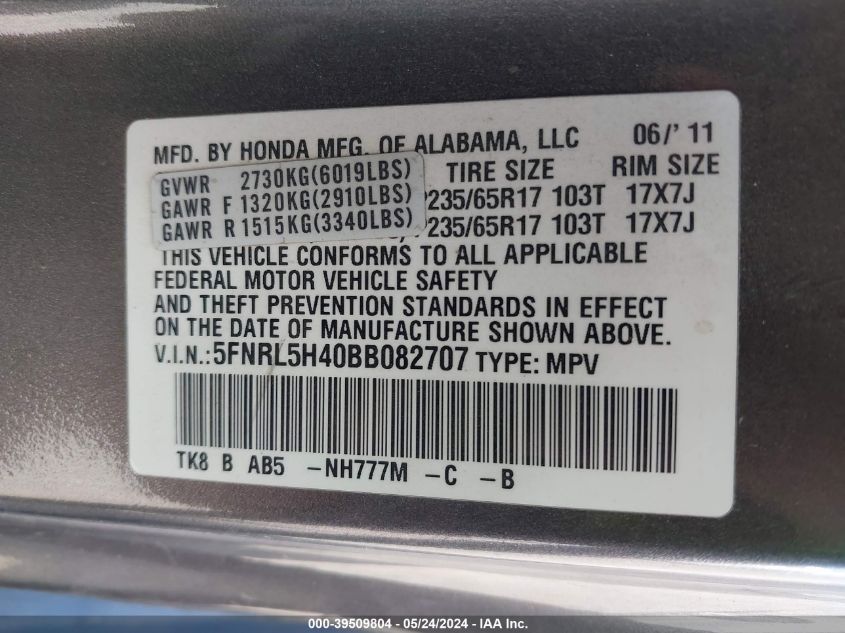 MFD. BY HONDA MFG. OF ALABAMA, LLC 06/' 11
GVWR 2730KG(6019LBS) TIRE SIZE RIM SIZE
GAWR F 1320KG(2910LBS) P235/65R17 103T 17X7J
GAWR R 1515KG(3340LBS) 235/65R17 103T 17X7J
THIS VEHICLE CONFORMS TO ALL APPLICABLE
FEDERAL MOTOR VEHICLE SAFETY
AND THEFT PREVENTION STANDARDS IN EFFECT
ON THE DATE OF MANUFACTURE SHOWN ABOVE.
V.I.N.:5FNRL5H40BB082707 TYPE: MPV
TK8 B AB5 -NH777M -C -B
000-39509804 - 05/24/2024 - IAA Inc.